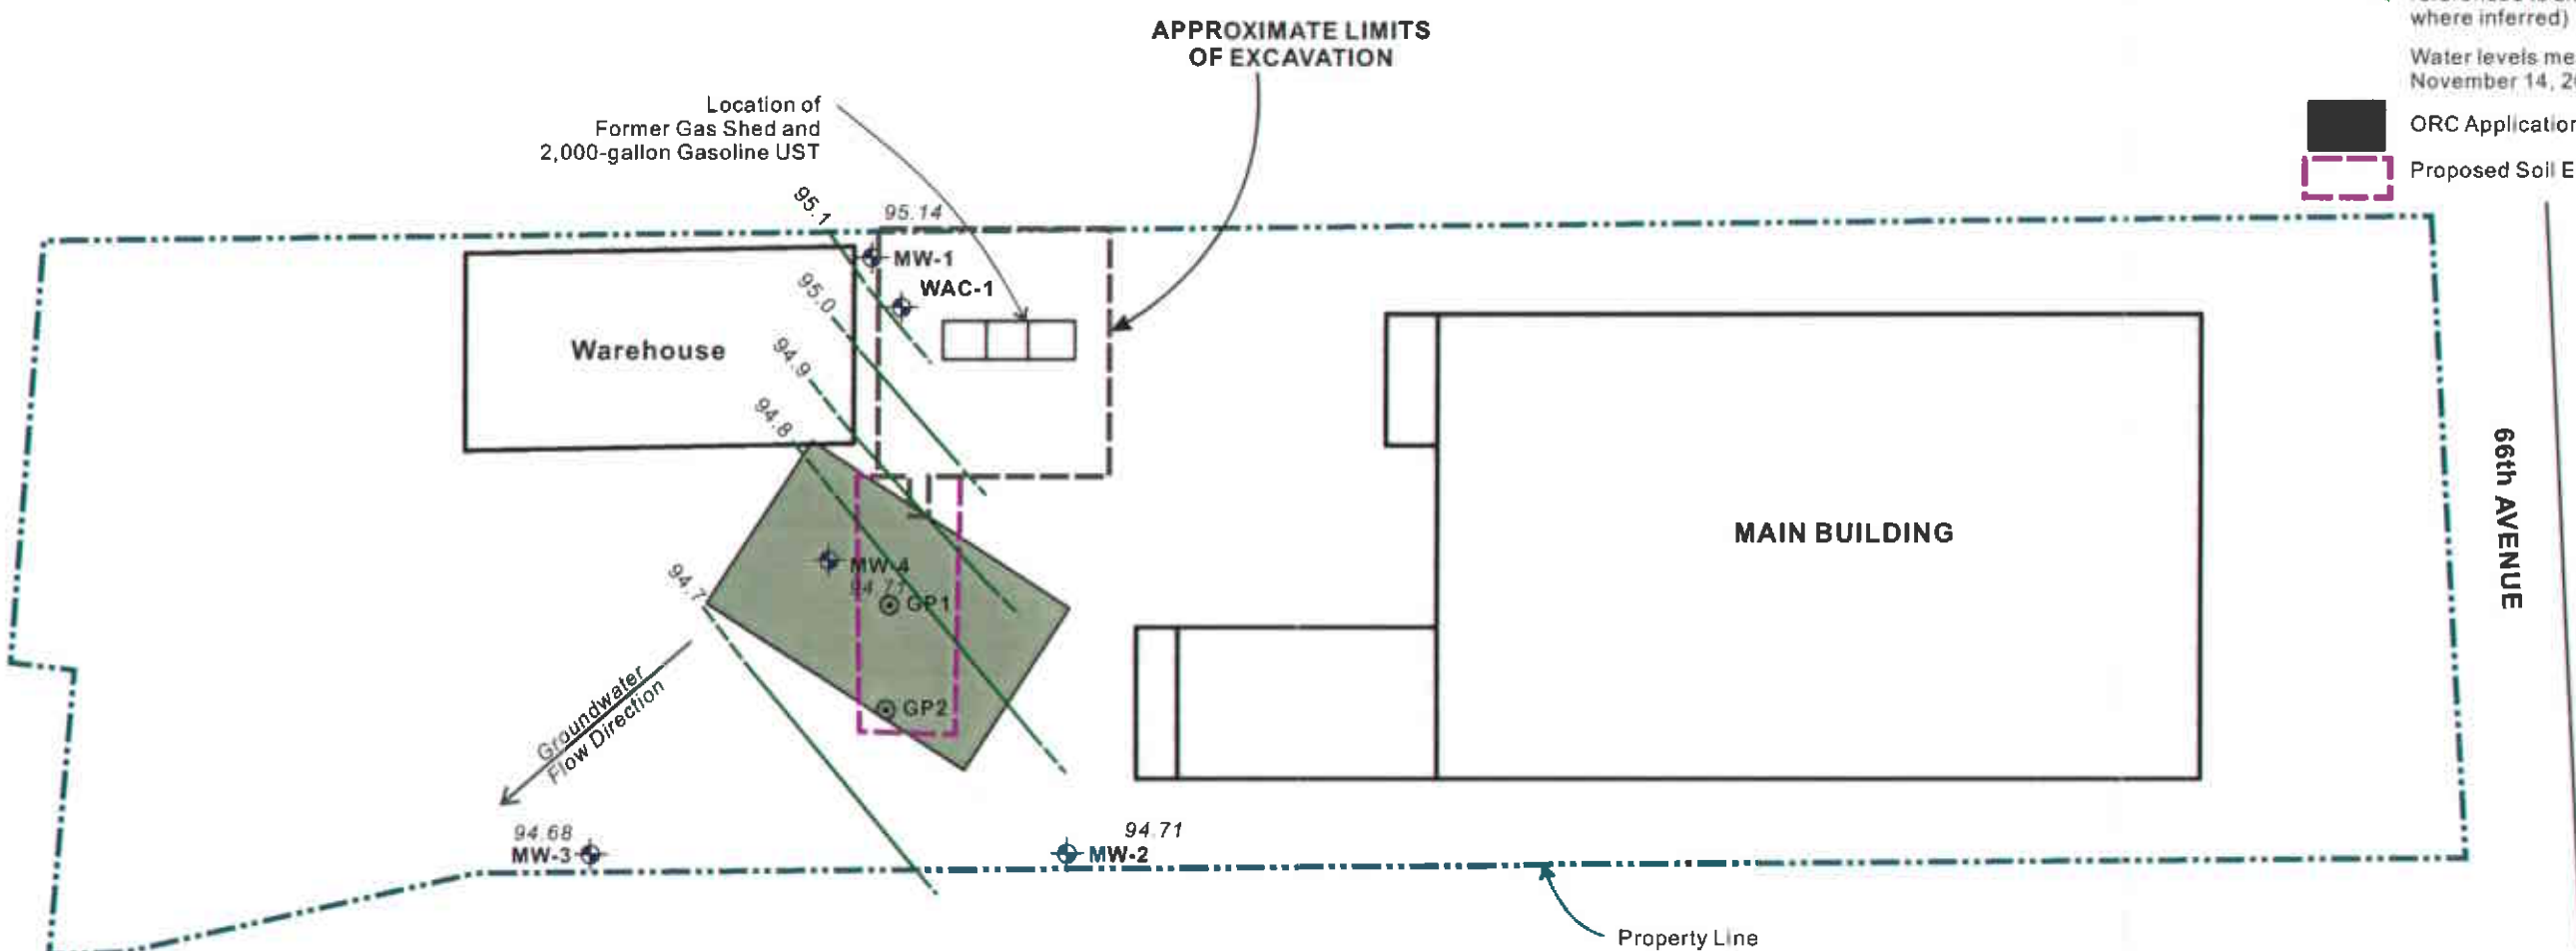 APPROXIMATE LIMITS
OF EXCAVATION
where inferred)
Water levels
November 14,
ORC
Proposed Soil
Location of
Former Gas Shed and
2,000-gallon Gasoline UST
95.1
95.14
MW-1
WAC-1
95.0
94.9
94.8
94.7
Warehouse
MW-4
94.71
GP1
GP2
MAIN BUILDING
66th AVENUE
Groundwater
Flow Direction
94.68
MW-3
94.71
MW-2
Property Line